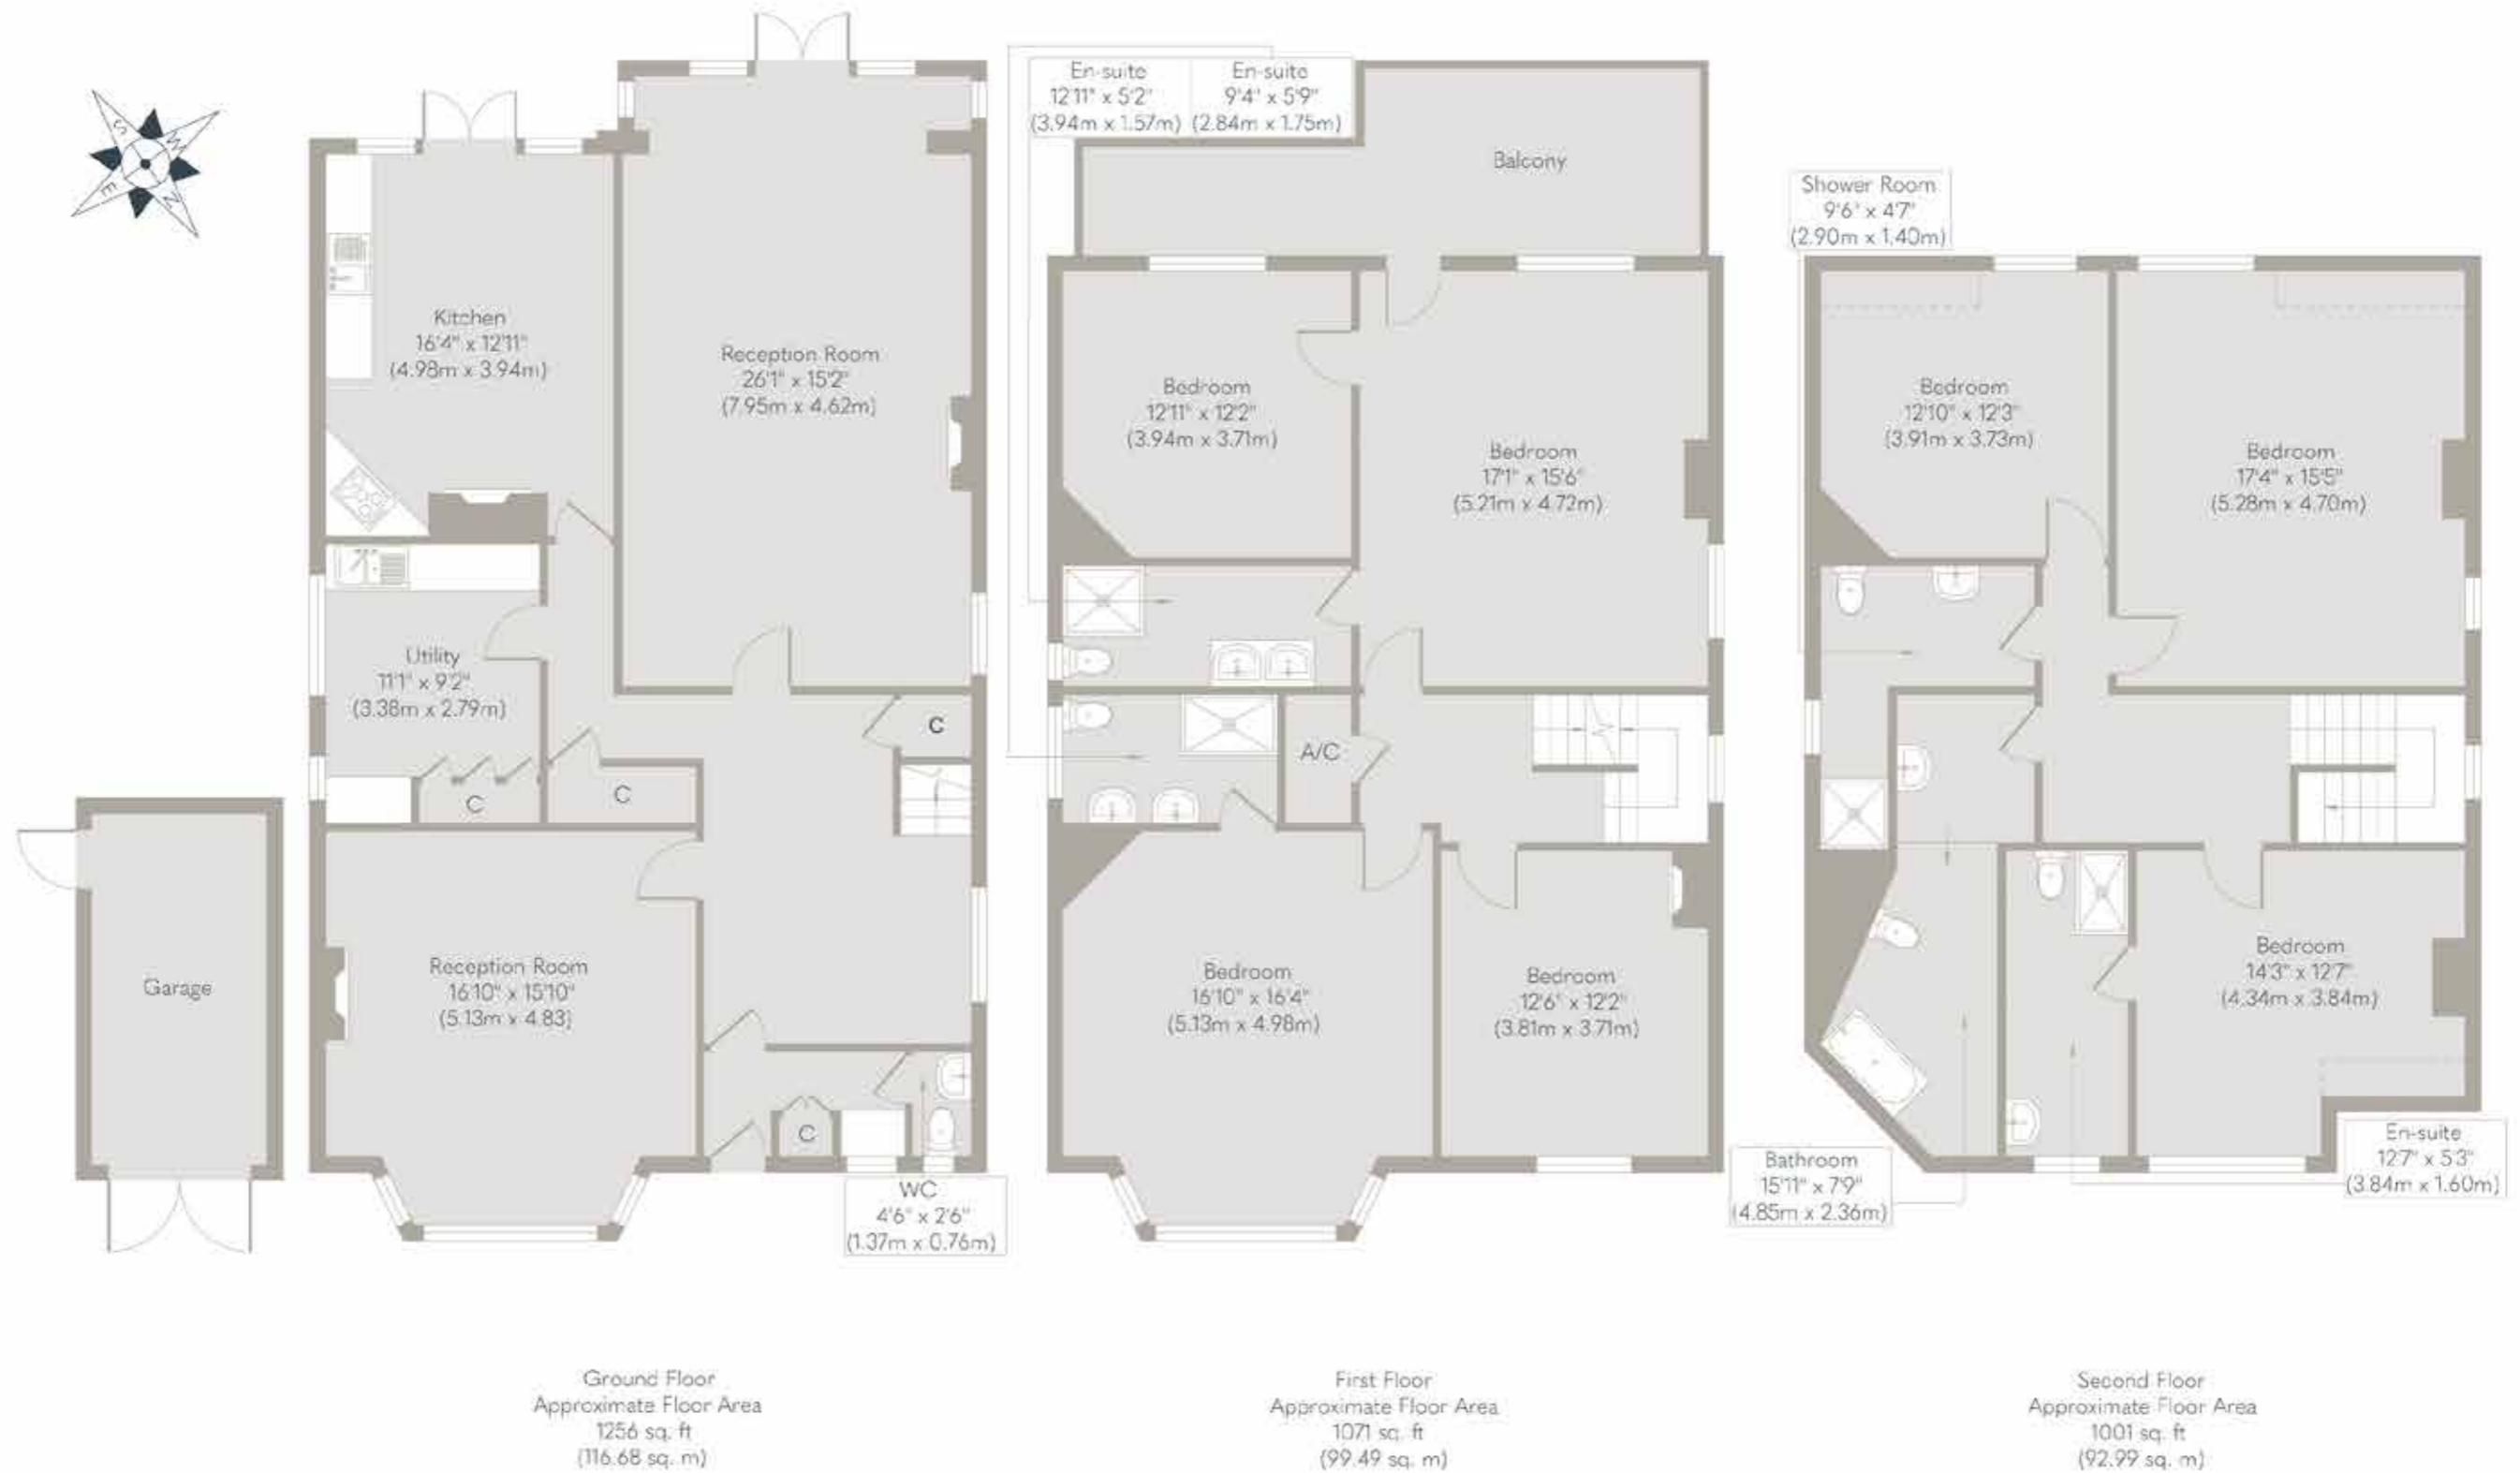 S
W
E
N
Kitchen
16'4" x 12'11"
(4.98m x 3.94m)
Reception Room
26'1" x 15'2"
(7.95m x 4.62m)
Utility
11'1" x 9'2"
(3.38m x 2.79m)
C
C
C
Garage
Reception Room
16'10" x 15'10"
(5.13m x 4.83)
C
WC
4'6" x 2'6"
(1.37m x 0.76m)
Ground Floor
Approximate Floor Area
1256 sq. ft
(116.68 sq. m)
En-suite
12'11" x 5'2"
(3.94m x 1.57m)
En-suite
9'4" x 5'9"
(2.84m x 1.75m)
Balcony
Bedroom
12'11" x 12'2"
(3.94m x 3.71m)
Bedroom
17'1" x 15'6"
(5.21m x 4.72m)
A/C
Bedroom
16'10" x 16'4"
(5.13m x 4.98m)
Bedroom
12'6" x 12'2"
(3.81m x 3.71m)
First Floor
Approximate Floor Area
1071 sq. ft
(99.49 sq. m)
Shower Room
9'6" x 4'7"
(2.90m x 1.40m)
Bedroom
12'10" x 12'3"
(3.91m x 3.73m)
Bedroom
17'4" x 15'5"
(5.28m x 4.70m)
Bedroom
14'3" x 12'7"
(4.34m x 3.84m)
Bathroom
15'11" x 7'9"
(4.85m x 2.36m)
En-suite
12'7" x 5'3"
(3.84m x 1.60m)
Second Floor
Approximate Floor Area
1001 sq. ft
(92.99 sq. m)